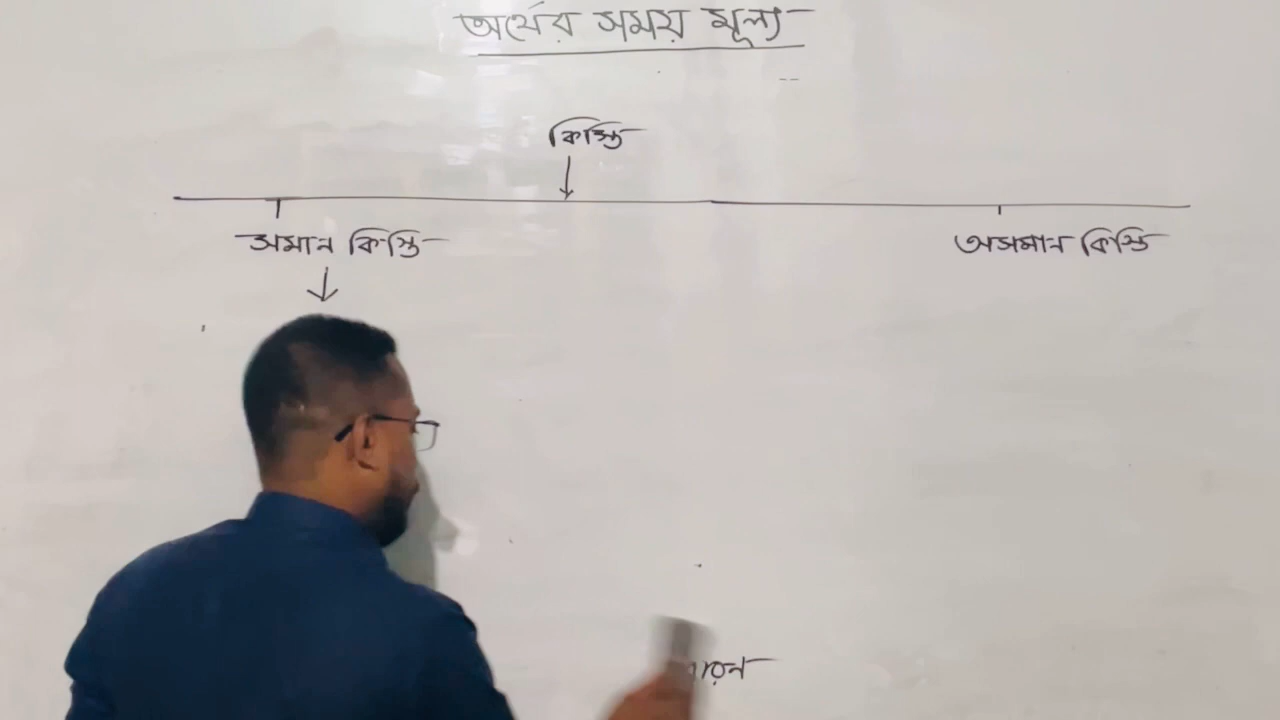 অর্থের সময় মূল্য
কিস্তি
সমান কিস্তি
অসমান কিস্তি